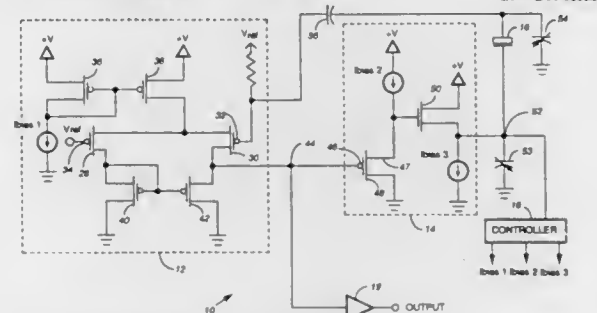 56
16
54
+V
+V
Vref
+V
36
38
Ibias 2
+V
50
32
52
Ibias 1
Vref
46
34
28
30
44
47
Ibias 3
53
48
18
40
42
CONTROLLER
14
12
Ibias 1 Ibias 2 Ibias 3
19
10
OUTPUT